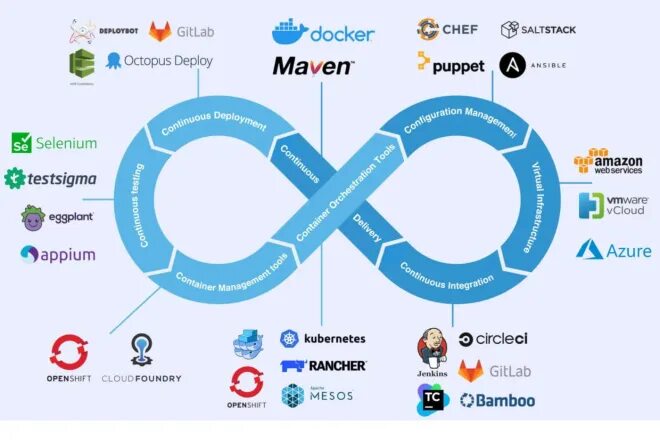 DEPLOYBOT
GitLab
Octopus Deploy
docker
Maven™
CHEF
SALTSTACK
puppet
ANSIBLE
Continuous Deployment
Configuration Management
Se Selenium
testsigma
eggplant
appium
Continuous testing
Continuous
Delivery
Container Orchestration Tools
Virtual Infrastructure
amazon
web services
vmware
vCloud
Azure
Container Management tools
Continuous Integration
OPENSHIFT
CLOUD FOUNDRY
kubernetes
RANCHER
OPENSHIFT
Apache
MESOS
Jenkins
circleci
GitLab
TC
Bamboo